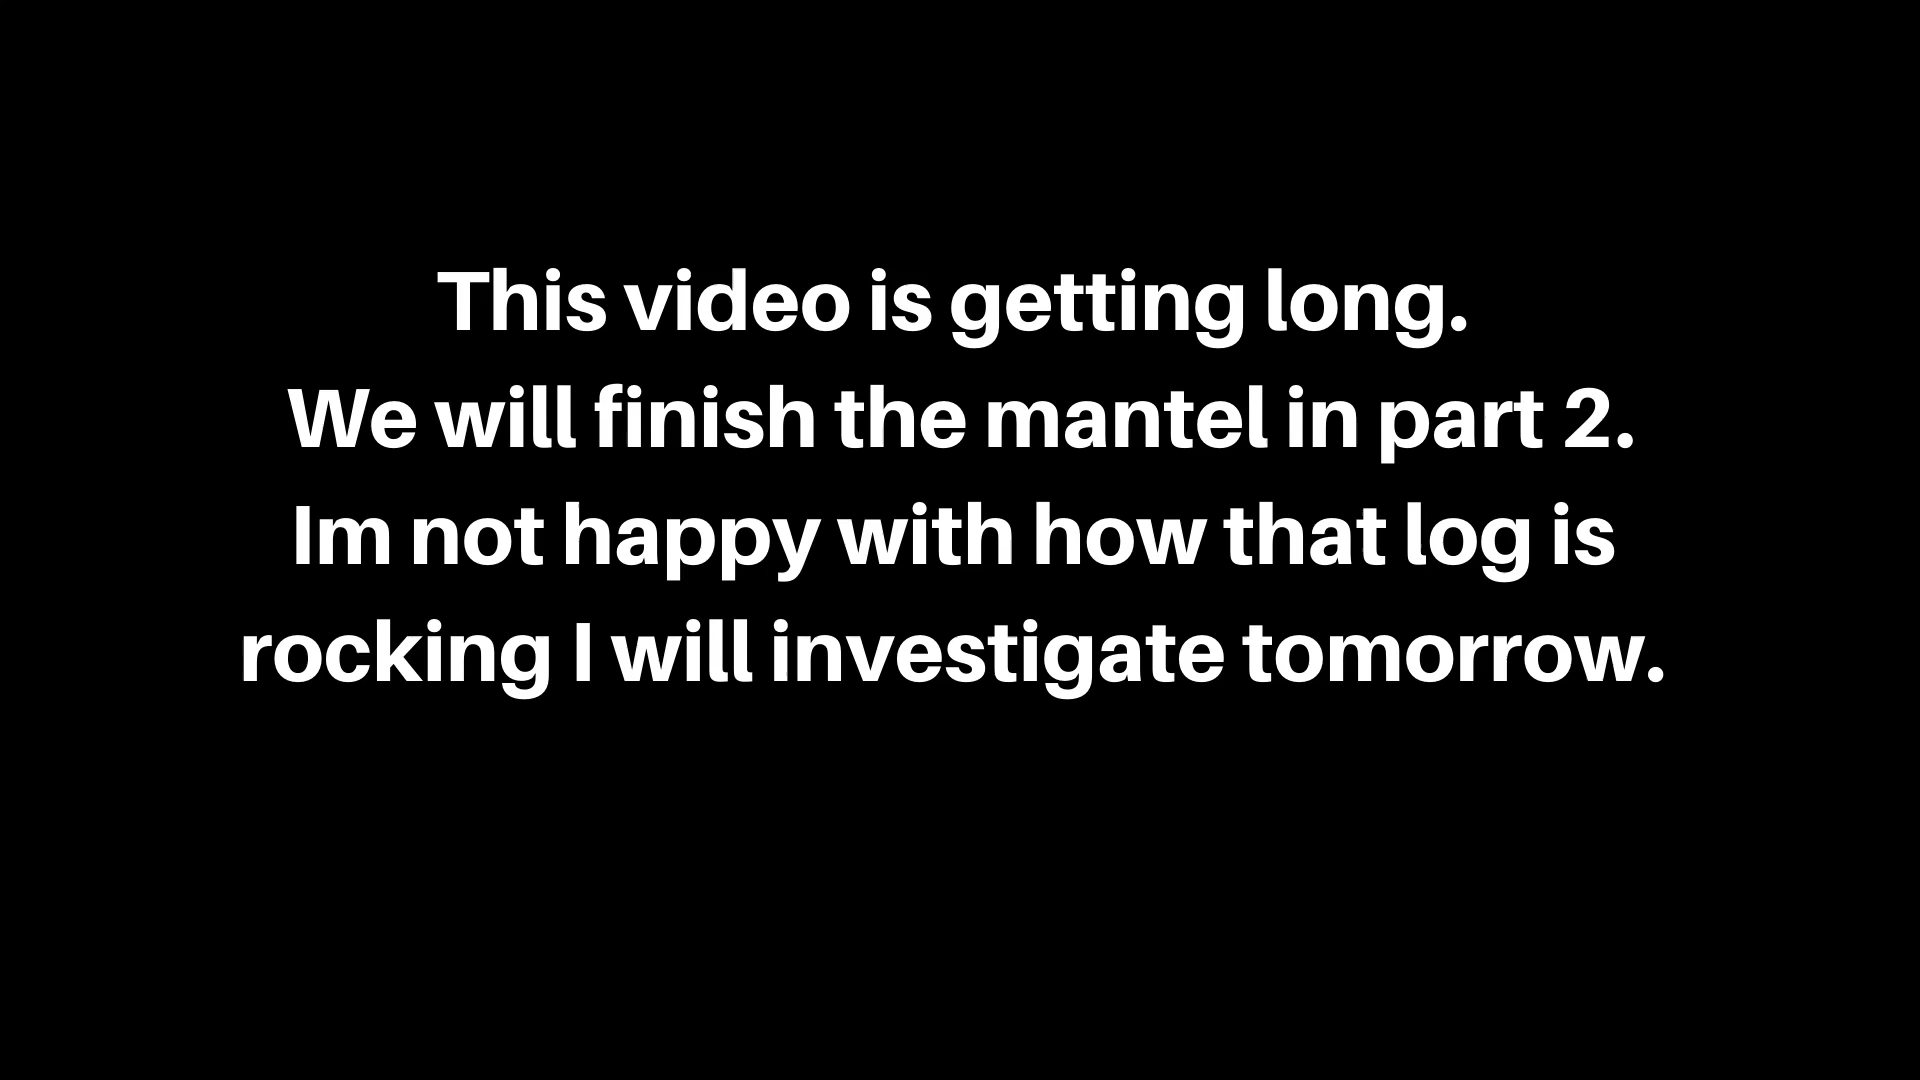 This video is getting long.
We will finish the mantel in part 2.
Im not happy with how that log is
rocking I will investigate tomorrow.